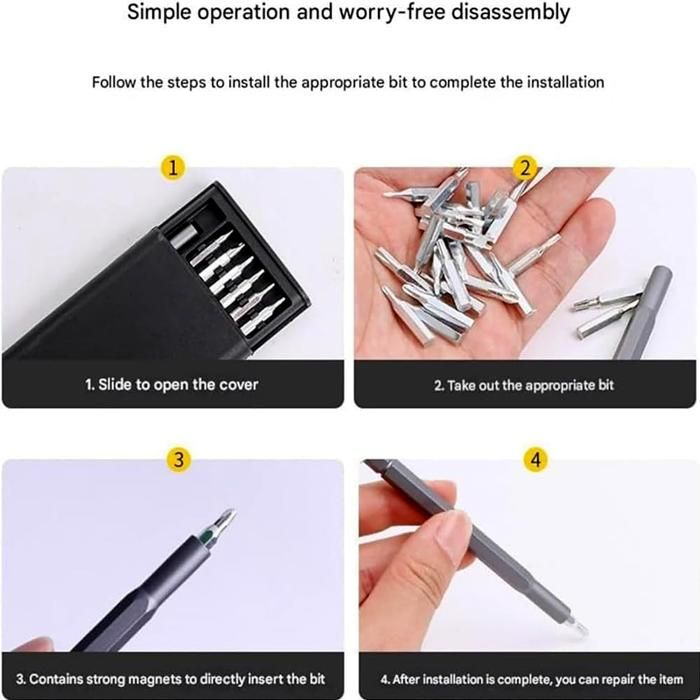 Simple operation and worry-free disassembly
Follow the steps to install the appropriate bit to complete the installation
1
2
1. Slide to open the cover
2. Take out the appropriate bit
3
4
3. Contains strong magnets to directly insert the bit
4. After installation is complete, you can repair the item